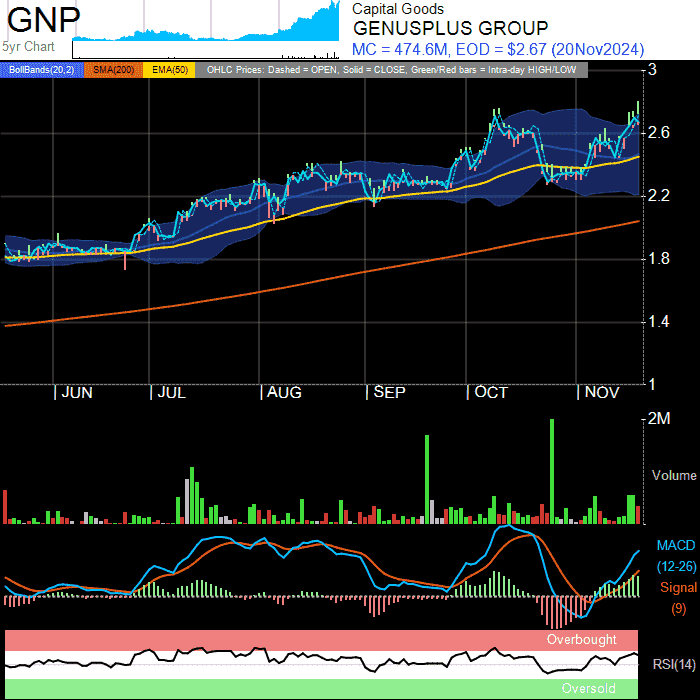 GNP
5yr Chart
Capital Goods
GENUSPLUS GROUP
MC = 474.6M, EOD = $2.67 (20Nov2024)
BollBands(20,2) SMA(200) EMA(50) OHLC Prices: Dashed = OPEN, Solid = CLOSE, Green/Red bars = Intra-day HIGH/LOW
3
2.6
2.2
1.8
1.4
1
| JUN | JUL | AUG | SEP | OCT | NOV
2M
Volume
MACD
(12-26)
Signal
(9)
Overbought
RSI(14)
Oversold